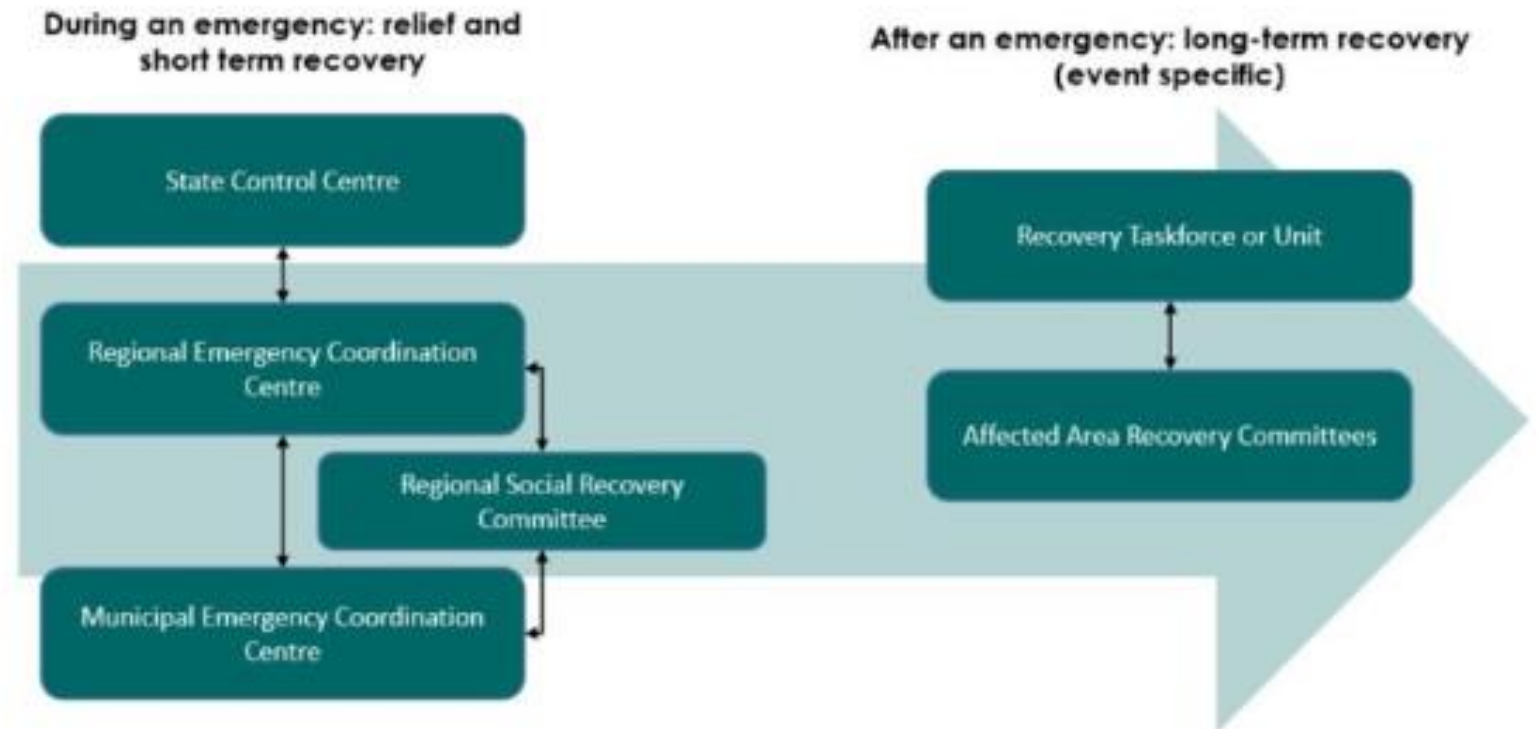 During an emergency: relief and
short term recovery
State Control Centre
Regional Emergency Coordination
Centre
Regional Social Recovery
Committee
Municipal Emergency Coordination
Centre
After an emergency: long-term recovery
(event specific)
Recovery Taskforce or Unit
Affected Area Recovery Committees